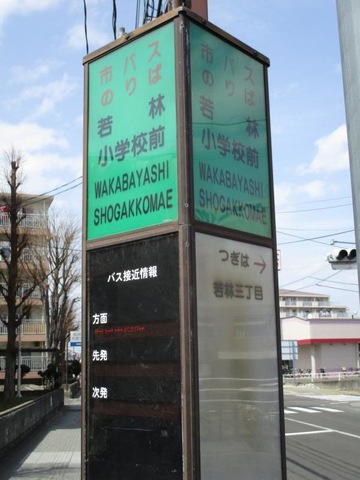 市バス
のりば
若林
小学校前
WAKABAYASHI
SHOGAKKOMAE
バス接近情報
方面
先発
次発
市バス
のりば
若林
小学校前
WAKABAYASHI
SHOGAKKOMAE
つぎは →
若林三丁目